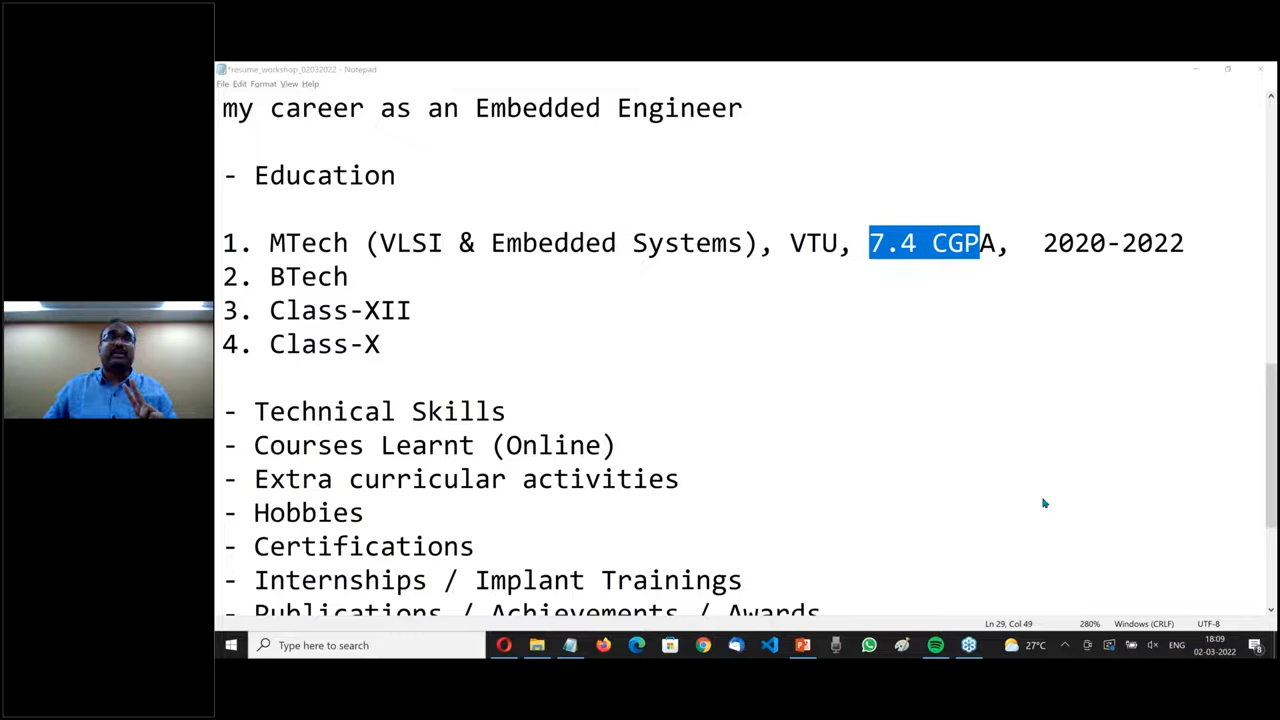 *resume_workshop_02032022 - Notepad
File Edit Format View Help
my career as an Embedded Engineer
- Education
1. MTech (VLSI & Embedded Systems), VTU, 7.4 CGPA, 2020-2022
2. BTech
3. Class-XII
4. Class-X
- Technical Skills
- Courses Learnt (Online)
- Extra curricular activities
- Hobbies
- Certifications
- Internships / Implant Trainings
- Publications / Achievements / Awards
Ln 29, Col 49 280% Windows (CRLF) UTF-8
Type here to search
27°C ENG 18:09
02-03-2022 8